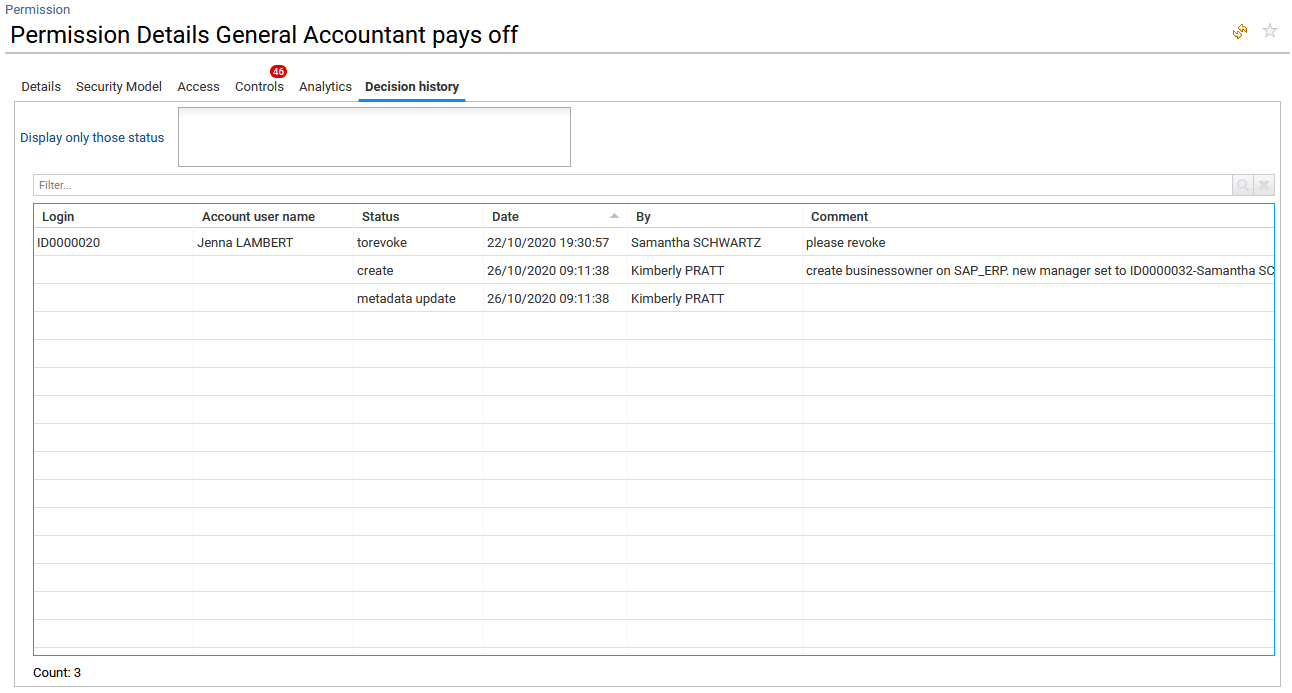 Permission
Permission Details General Accountant pays off
46
Details Security Model Access Controls Analytics Decision history
Display only those status
Filter...
Login Account user name Status Date By Comment
ID0000020 Jenna LAMBERT torevoke 22/10/2020 19:30:57 Samantha SCHWARTZ please revoke
create 26/10/2020 09:11:38 Kimberly PRATT create businessowner on SAP_ERP. new manager set to ID0000032-Samantha SC
metadata update 26/10/2020 09:11:38 Kimberly PRATT
Count: 3